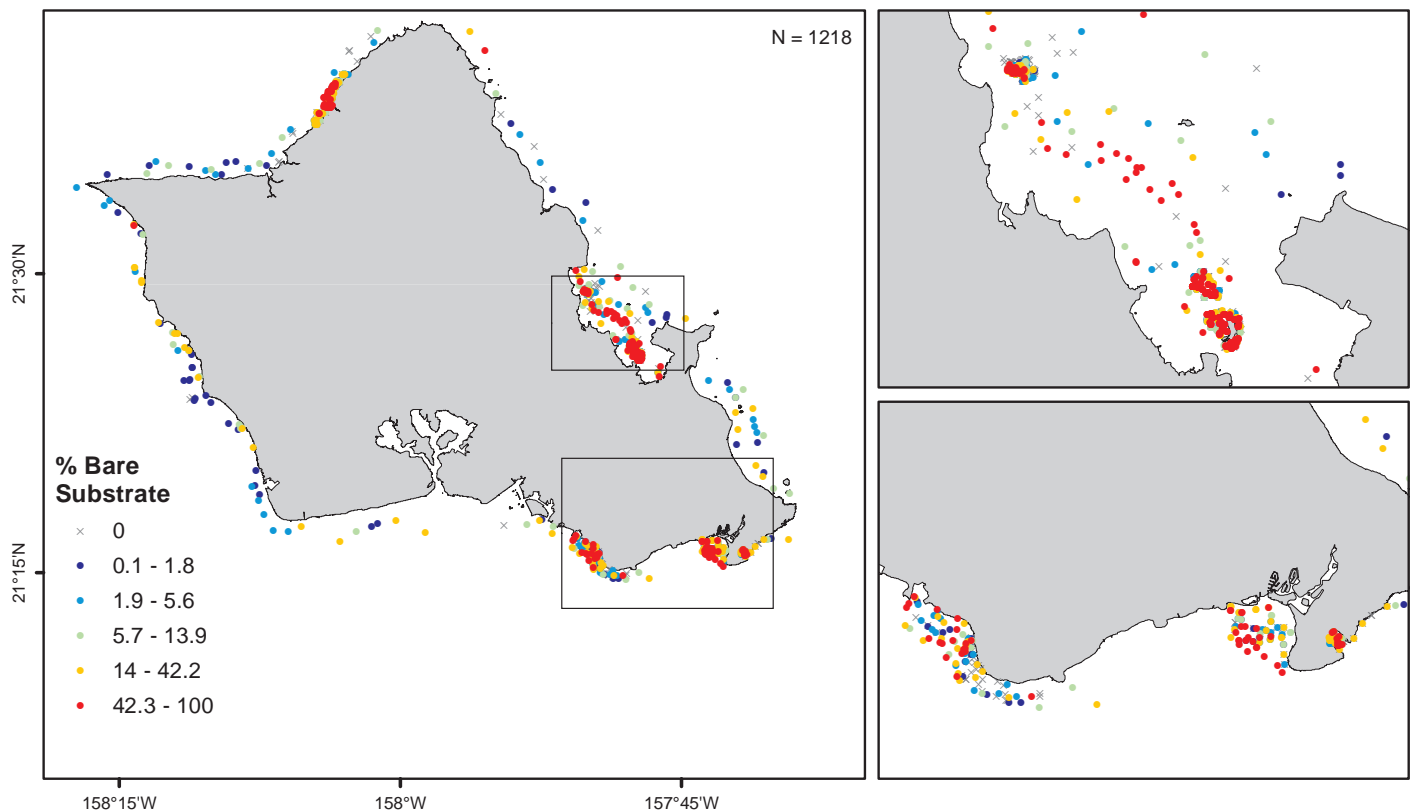 N = 1218
21°30'N
21°15'N
% Bare
Substrate
0
0.1 - 1.8
1.9 - 5.6
5.7 - 13.9
14 - 42.2
42.3 - 100
158°15'W
158°W
157°45'W